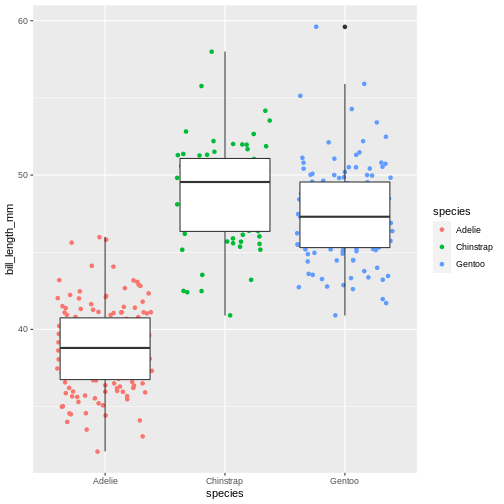 60
50
40
bill_length_mm
Adelie
Chinstrap
Gentoo
species
species
Adelie
Chinstrap
Gentoo